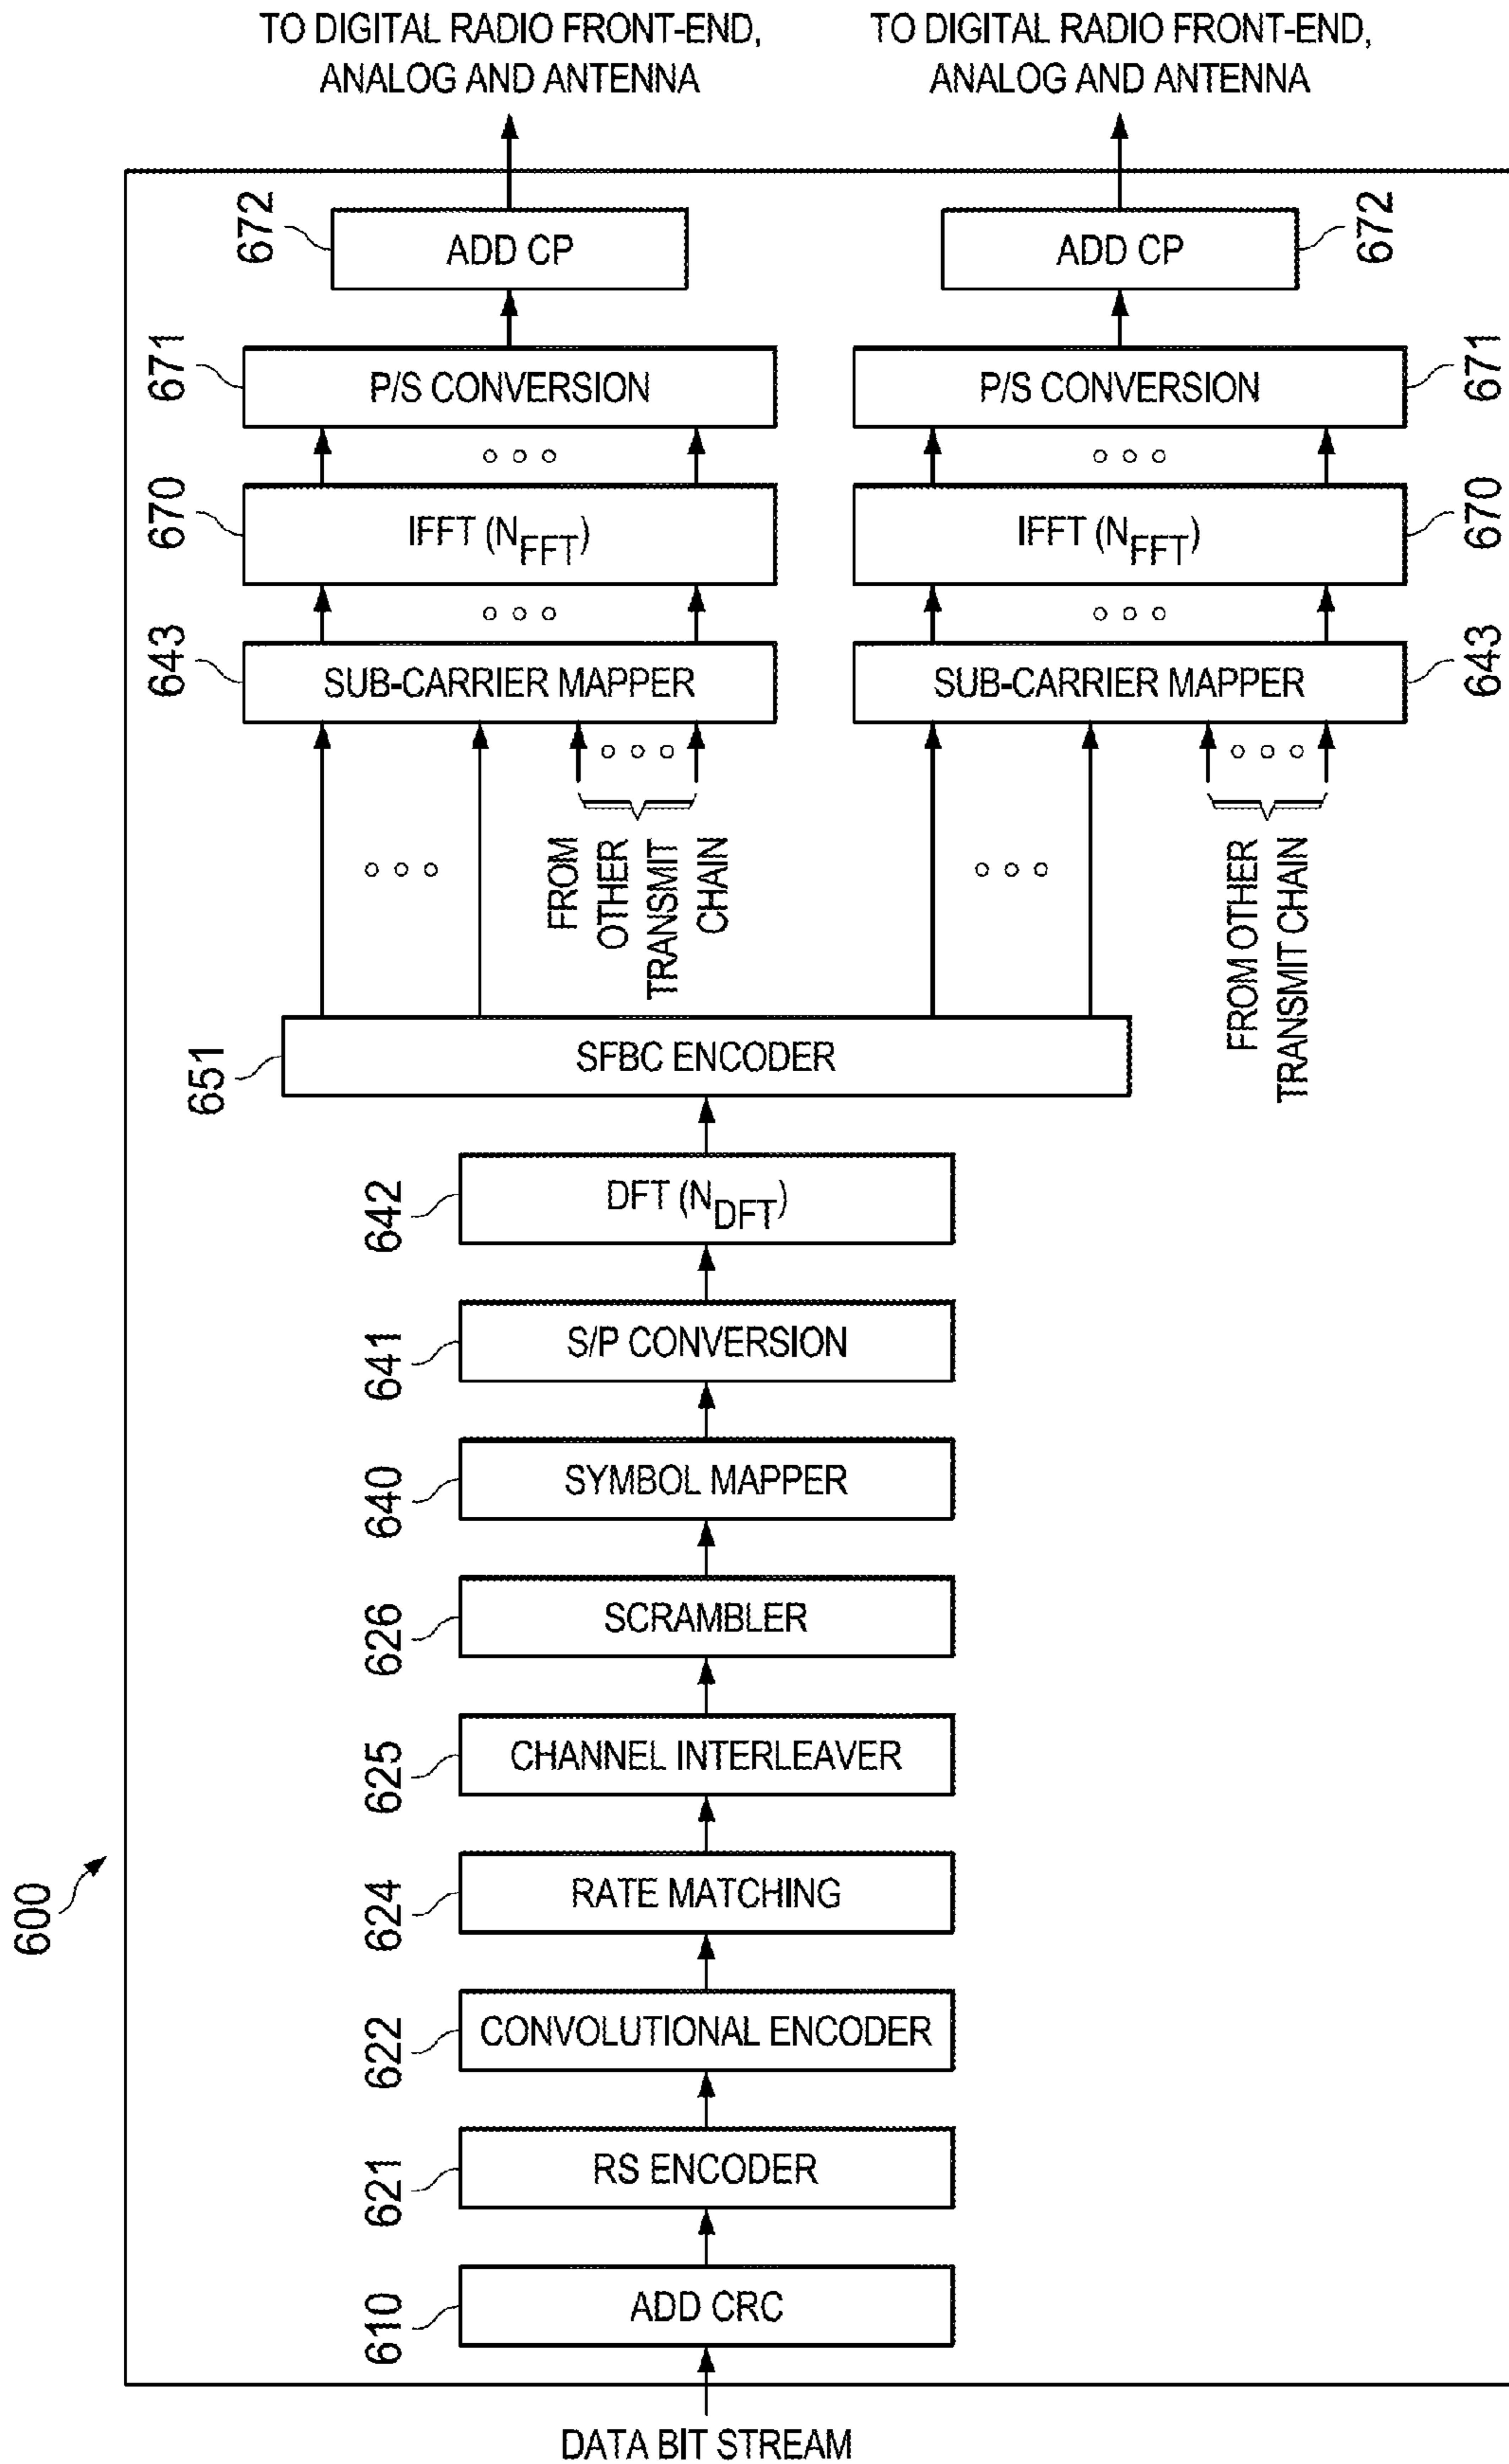 TO DIGITAL RADIO FRONT-END,
ANALOG AND ANTENNA
TO DIGITAL RADIO FRONT-END,
ANALOG AND ANTENNA
672
ADD CP
ADD CP
672
671
P/S CONVERSION
P/S CONVERSION
671
670
IFFT (NFFT)
IFFT (NFFT)
670
643
SUB-CARRIER MAPPER
SUB-CARRIER MAPPER
643
FROM
OTHER
TRANSMIT
CHAIN
FROM OTHER
TRANSMIT CHAIN
651
SFBC ENCODER
642
DFT (NDFT)
641
S/P CONVERSION
640
SYMBOL MAPPER
626
SCRAMBLER
625
CHANNEL INTERLEAVER
600
624
RATE MATCHING
622
CONVOLUTIONAL ENCODER
621
RS ENCODER
610
ADD CRC
DATA BIT STREAM